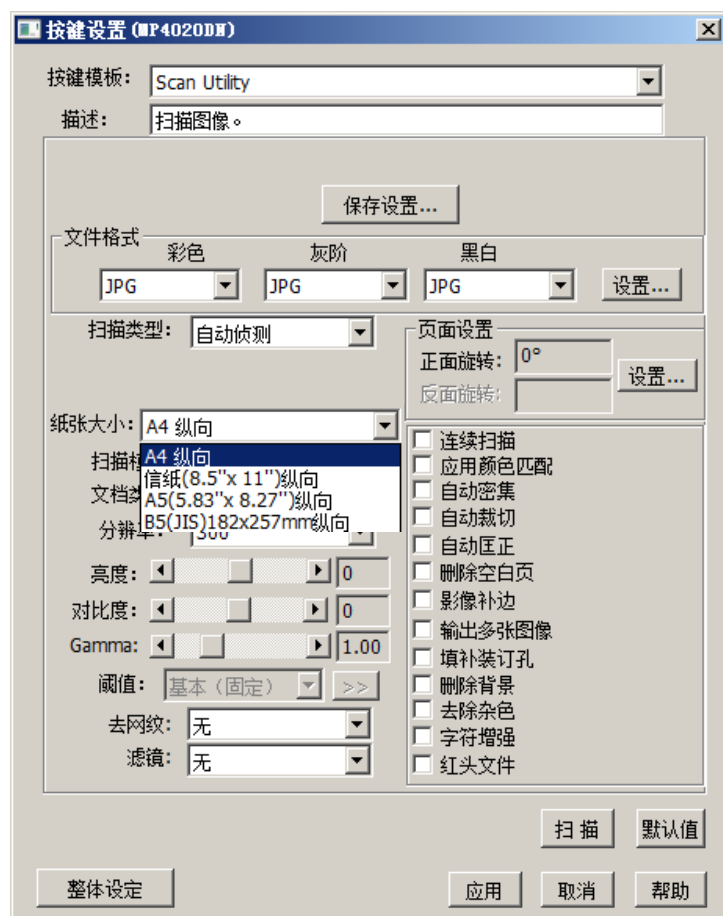 按键设置(MP4020DN)
按键模板: Scan Utility
描述: 扫描图像。
保存设置...
文件格式
彩色 灰阶 黑白
JPG JPG JPG 设置...
扫描类型: 自动侦测
页面设置
正面旋转: 0°
设置...
反面旋转:
纸张大小: A4 纵向
A4 纵向
信纸(8.5"x 11")纵向
A5(5.83"x 8.27")纵向
B5(JIS)182x257mm纵向
扫描
文档类
分辨率: 300
亮度: 0
对比度: 0
Gamma: 1.00
阈值: 基本（固定） >>
去网纹: 无
滤镜: 无
连续扫描
应用颜色匹配
自动密集
自动裁切
自动匡正
删除空白页
影像补边
输出多张图像
填补装订孔
删除背景
去除杂色
字符增强
红头文件
扫描 默认值
整体设定 应用 取消 帮助